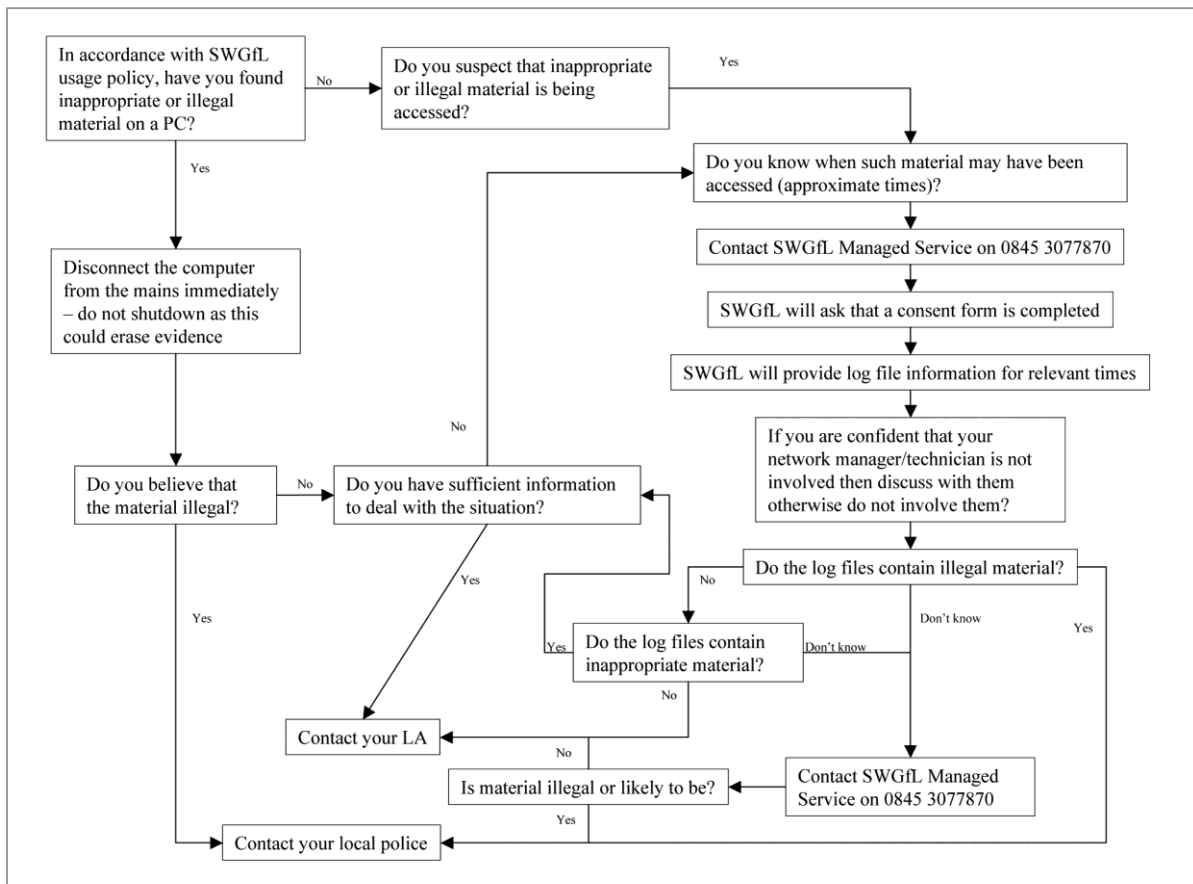 In accordance with SWGfL
usage policy, have you found
inappropriate or illegal
material on a PC?
No
Do you suspect that inappropriate
or illegal material is being
accessed?
Yes
Yes
Do you know when such material may have been
accessed (approximate times)?
Contact SWGfL Managed Service on 0845 3077870
Disconnect the computer
from the mains immediately
– do not shutdown as this
could erase evidence
SWGfL will ask that a consent form is completed
SWGfL will provide log file information for relevant times
No
If you are confident that your
network manager/technician is not
involved then discuss with them
otherwise do not involve them?
Do you believe that
the material illegal?
No
Do you have sufficient information
to deal with the situation?
Do the log files contain illegal material?
Yes
No
Yes
Don't know
Yes
Do the log files contain
inappropriate material?
Yes
Don't know
No
Contact your LA
No
Is material illegal or likely to be?
Contact SWGfL Managed
Service on 0845 3077870
Yes
Contact your local police